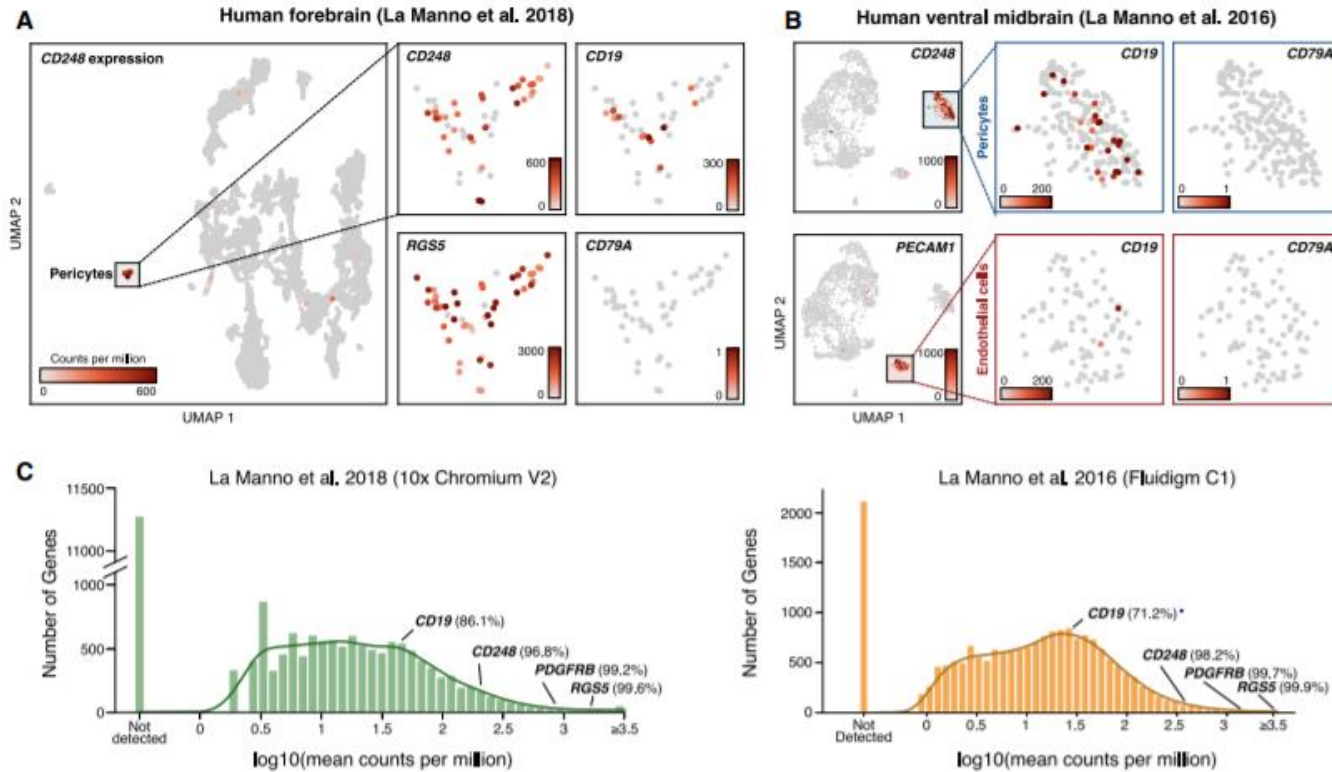 A
Human forebrain (La Manno et al. 2018)
CD248 expression
Pericytes
Counts per million
0
600
UMAP 2
UMAP 1
CD248
600
0
CD19
300
0
RGS5
3000
0
CD79A
1
0
B
Human ventral midbrain (La Manno et al. 2016)
CD248
1000
0
Pericytes
CD19
0
200
CD79A
0
1
PECAM1
1000
0
UMAP 2
UMAP 1
Endothelial cells
CD19
0
200
CD79A
0
1
C
La Manno et al. 2018 (10x Chromium V2)
Number of Genes
11500
11000
1000
500
0
CD19 (86.1%)
CD248 (96.8%)
PDGFRB (99.2%)
RGS5 (99.6%)
Not
detected
0
0.5
1
1.5
2
2.5
3
≥3.5
log10(mean counts per million)
La Manno et al. 2016 (Fluidigm C1)
Number of Genes
2000
1500
1000
500
0
CD19 (71.2%)*
CD248 (98.2%)
PDGFRB (99.7%)
RGS5 (99.9%)
Not
Detected
0
0.5
1
1.5
2
2.5
3
≥3.5
log10(mean counts per million)